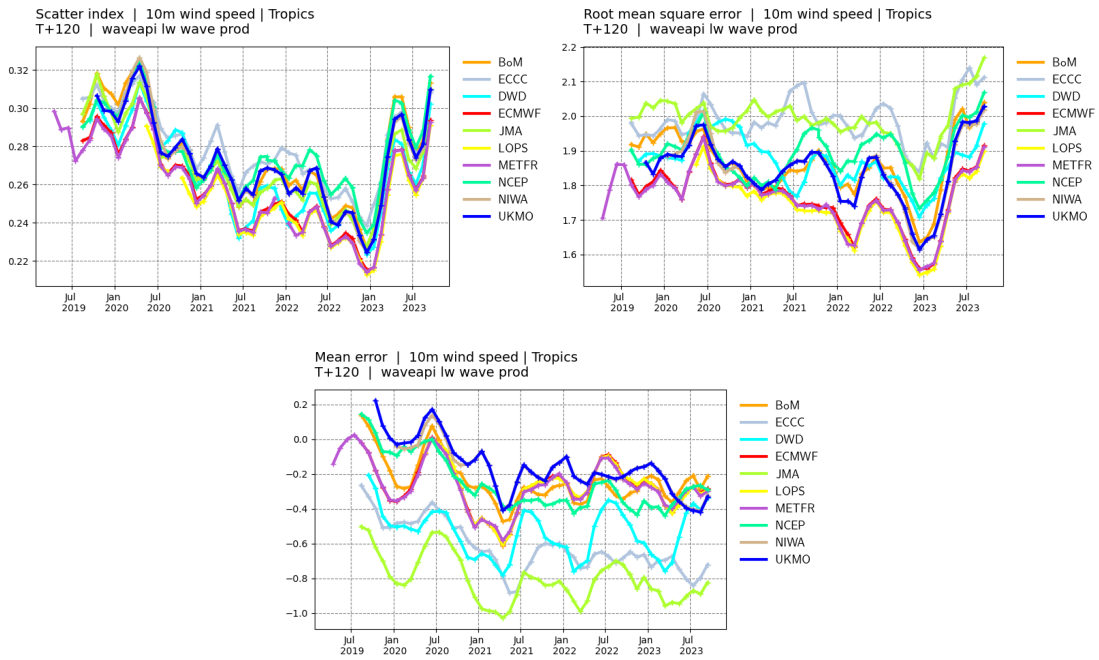 Scatter index | 10m wind speed | Tropics
T+120 | waveapi lw wave prod
0.32
0.30
0.28
0.26
0.24
0.22
Jul
2019
Jan
2020
Jul
2020
Jan
2021
Jul
2021
Jan
2022
Jul
2022
Jan
2023
Jul
2023
BoM
ECCC
DWD
ECMWF
JMA
LOPS
METFR
NCEP
NIWA
UKMO
Root mean square error | 10m wind speed | Tropics
T+120 | waveapi lw wave prod
2.2
2.1
2.0
1.9
1.8
1.7
1.6
Jul
2019
Jan
2020
Jul
2020
Jan
2021
Jul
2021
Jan
2022
Jul
2022
Jan
2023
Jul
2023
BoM
ECCC
DWD
ECMWF
JMA
LOPS
METFR
NCEP
NIWA
UKMO
Mean error | 10m wind speed | Tropics
T+120 | waveapi lw wave prod
0.2
0.0
−0.2
−0.4
−0.6
−0.8
−1.0
Jul
2019
Jan
2020
Jul
2020
Jan
2021
Jul
2021
Jan
2022
Jul
2022
Jan
2023
Jul
2023
BoM
ECCC
DWD
ECMWF
JMA
LOPS
METFR
NCEP
NIWA
UKMO